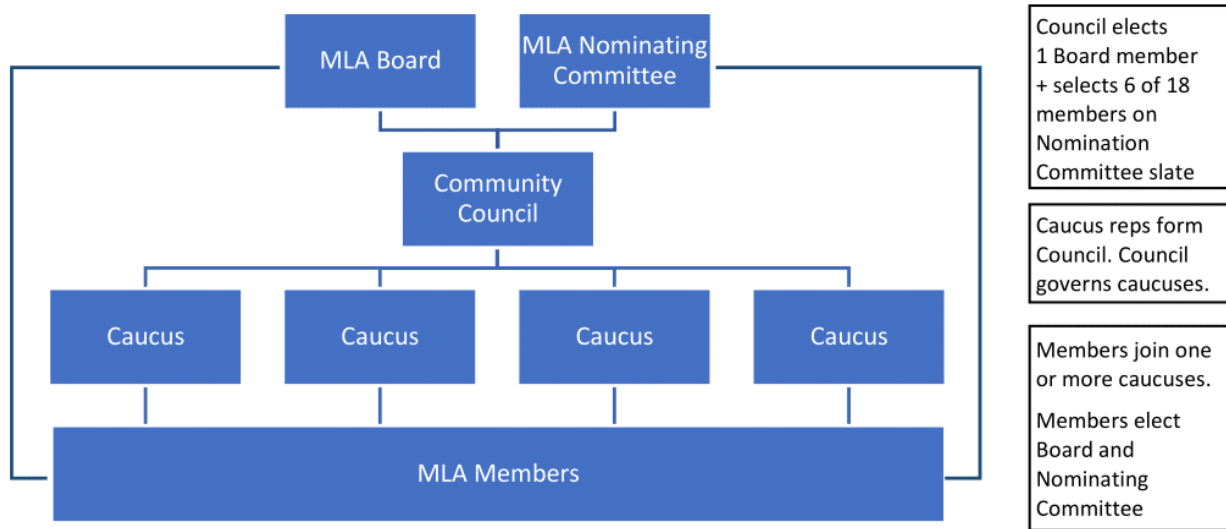 MLA Board
MLA Nominating
Committee
Community
Council
Caucus
Caucus
Caucus
Caucus
MLA Members
Council elects
1 Board member
+ selects 6 of 18
members on
Nomination
Committee slate
Caucus reps form
Council. Council
governs caucuses.
Members join one
or more caucuses.
Members elect
Board and
Nominating
Committee